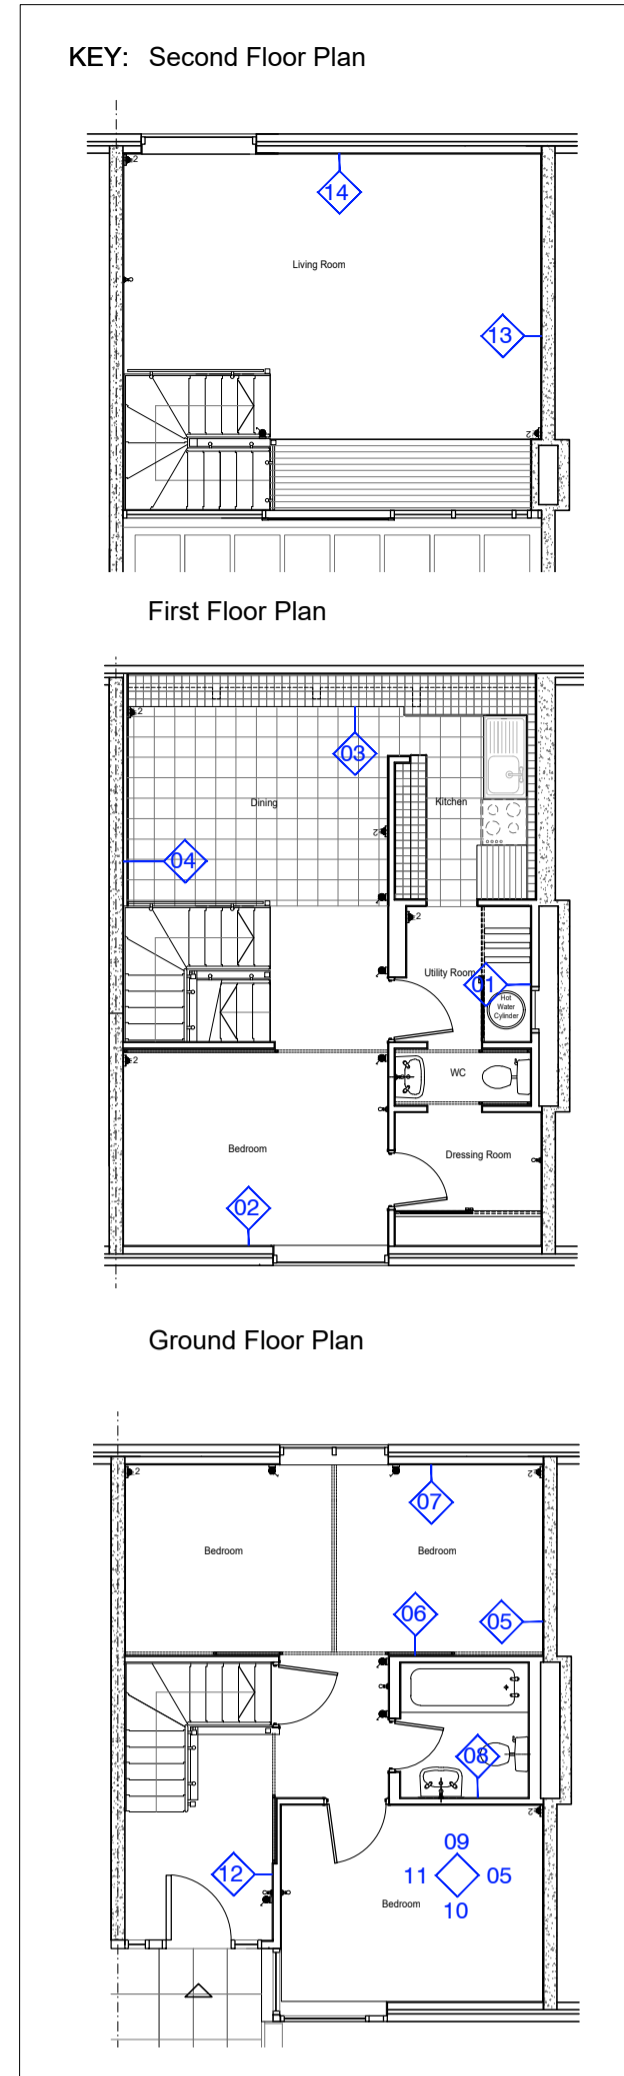 KEY: Second Floor Plan
2
14
Living Room
13
2
First Floor Plan
2
03
Dining
Kitchen
2
04
2
Utility Room
01
Hot
Water
Cylinder
2
WC
Bedroom
Dressing Room
02
Ground Floor Plan
2
2
07
Bedroom
Bedroom
06
05
08
2
09
12
11
05
Bedroom
10